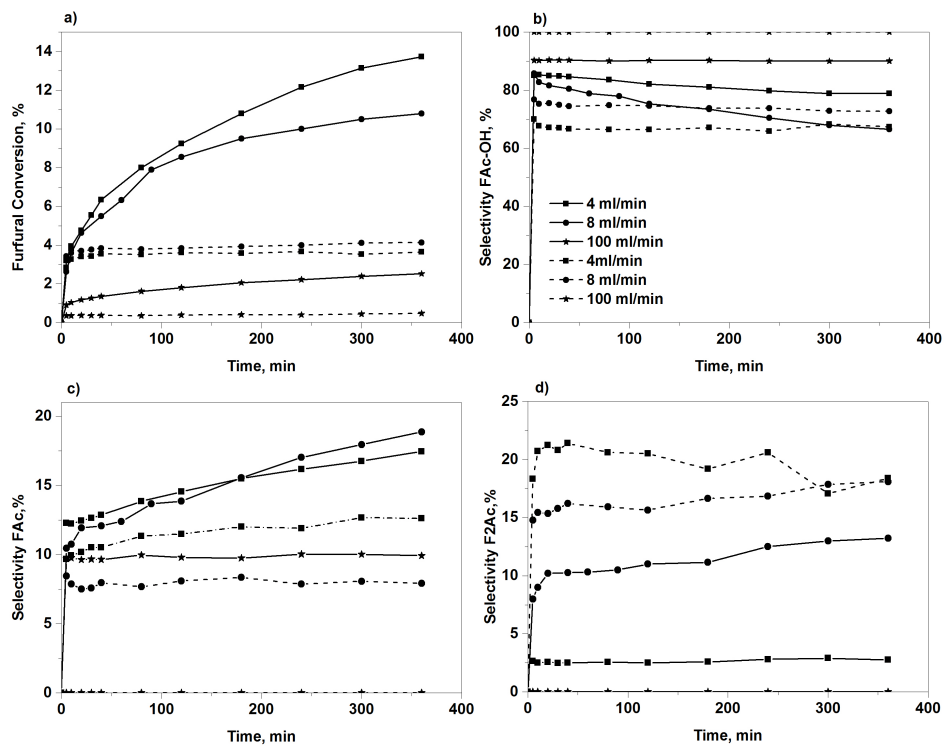 a)
14
12
10
8
6
4
2
0
Furfural Conversion, %
0 100 200 300 400
Time, min
b)
100
80
60
40
20
0
Selectivity FAc-OH, %
4 ml/min
8 ml/min
100 ml/min
4ml/min
8 ml/min
100 ml/min
0 100 200 300 400
Time, min
c)
20
15
10
5
0
Selectivity FAc,%
0 100 200 300 400
Time, min
d)
25
20
15
10
5
0
Selectivity F2Ac,%
0 100 200 300 400
Time, min